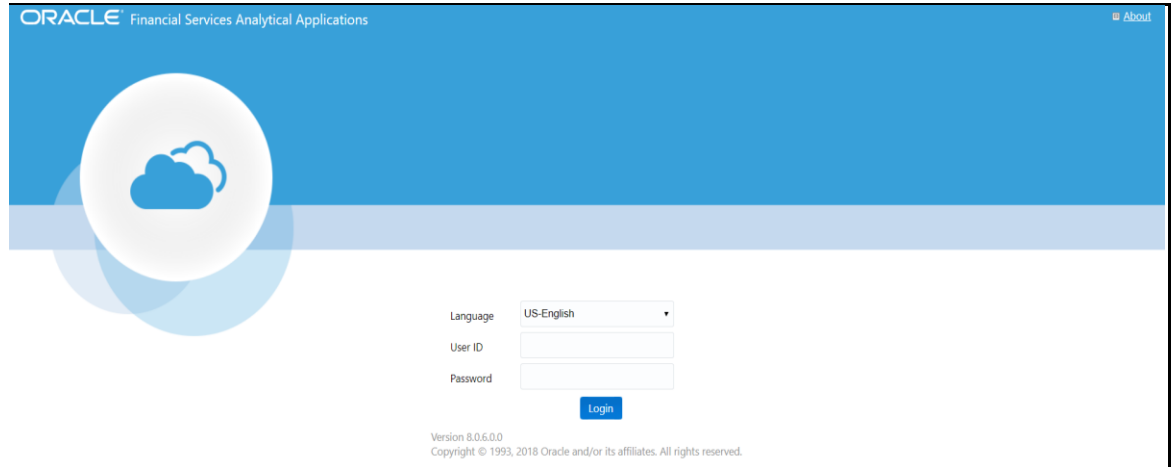 ORACLE® Financial Services Analytical Applications
About
Language US-English
User ID
Password
Login
Version 8.0.6.0.0
Copyright © 1993, 2018 Oracle and/or its affiliates. All rights reserved.